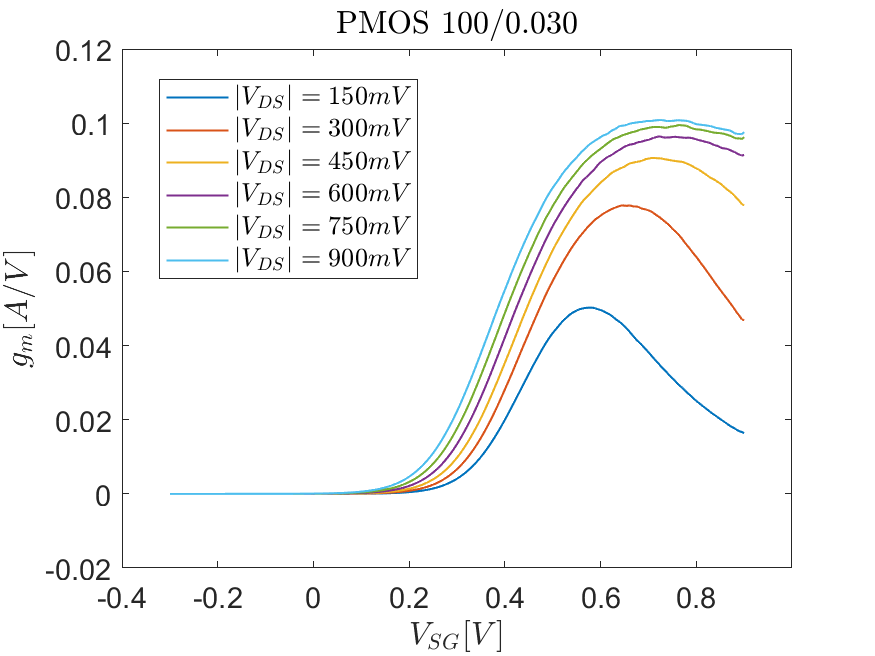 PMOS 100/0.030
0.12
0.1
0.08
0.06
0.04
0.02
0
-0.02
g_m[A/V]
|V_DS| = 150mV
|V_DS| = 300mV
|V_DS| = 450mV
|V_DS| = 600mV
|V_DS| = 750mV
|V_DS| = 900mV
-0.4 -0.2 0 0.2 0.4 0.6 0.8
V_SG[V]